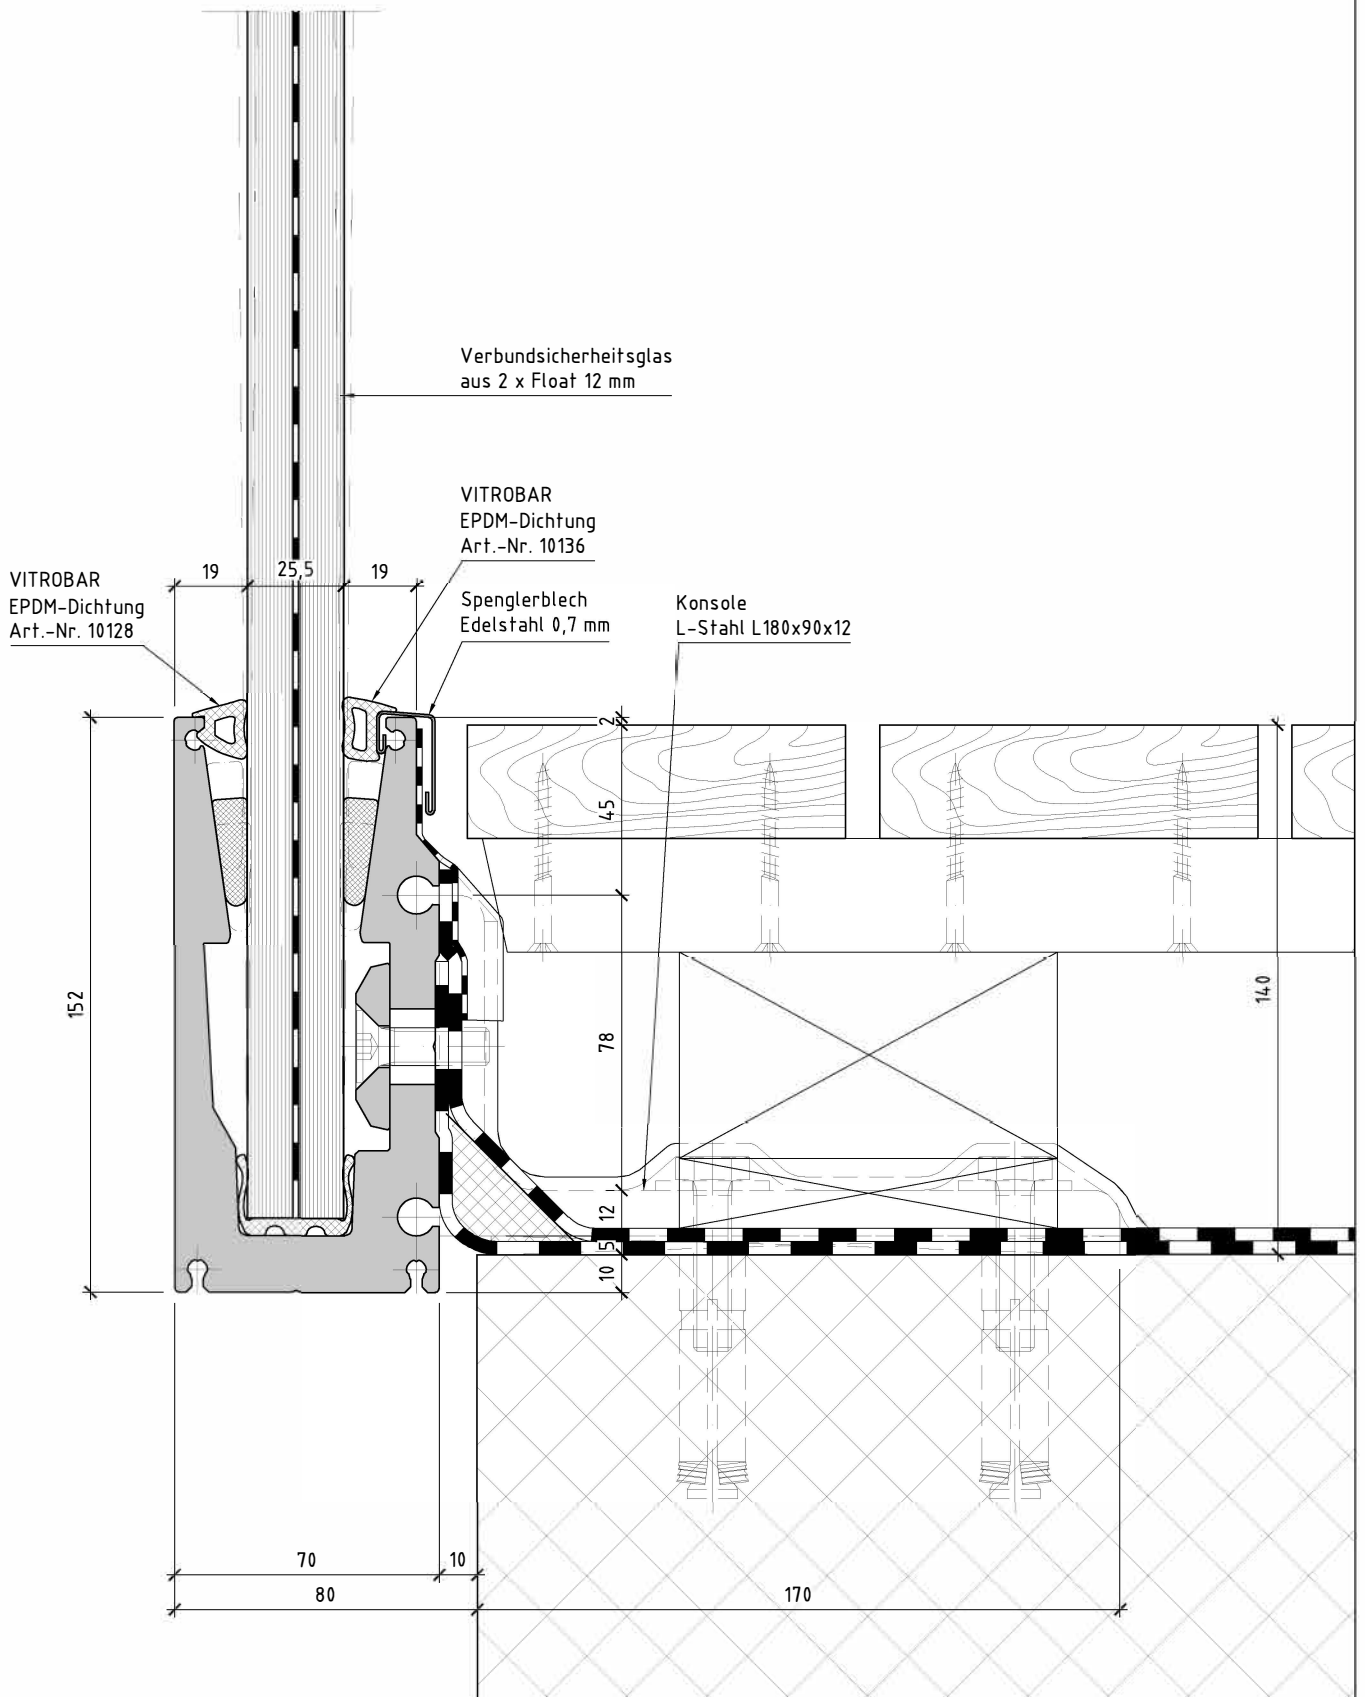 Verbundsicherheitsglas
aus 2 x Float 12 mm
VITROBAR
EPDM-Dichtung
Art.-Nr. 10136
VITROBAR
EPDM-Dichtung
Art.-Nr. 10128
19
25,5
19
Spenglerblech
Edelstahl 0,7 mm
Konsole
L-Stahl L180x90x12
2
45
152
140
78
12
5
10
70
10
80
170